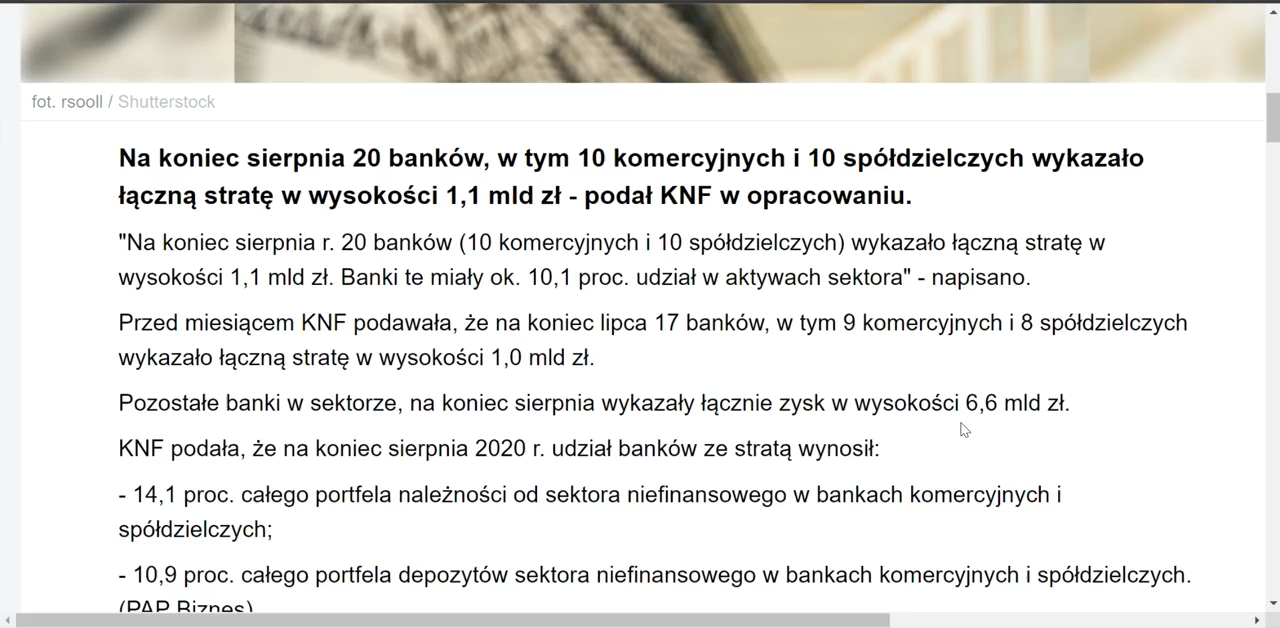 fot. rsooll / Shutterstock
Na koniec sierpnia 20 banków, w tym 10 komercyjnych i 10 spółdzielczych wykazało
łączną stratę w wysokości 1,1 mld zł - podał KNF w opracowaniu.
"Na koniec sierpnia r. 20 banków (10 komercyjnych i 10 spółdzielczych) wykazało łączną stratę w
wysokości 1,1 mld zł. Banki te miały ok. 10,1 proc. udział w aktywach sektora" - napisano.
Przed miesiącem KNF podawała, że na koniec lipca 17 banków, w tym 9 komercyjnych i 8 spółdzielczych
wykazało łączną stratę w wysokości 1,0 mld zł.
Pozostałe banki w sektorze, na koniec sierpnia wykazały łącznie zysk w wysokości 6,6 mld zł.
KNF podała, że na koniec sierpnia 2020 r. udział banków ze stratą wynosił:
- 14,1 proc. całego portfela należności od sektora niefinansowego w bankach komercyjnych i
spółdzielczych;
- 10,9 proc. całego portfela depozytów sektora niefinansowego w bankach komercyjnych i spółdzielczych.
(PAP Biznes)